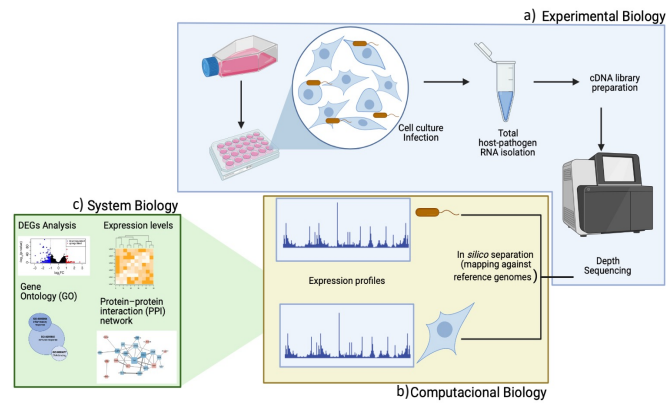 a) Experimental Biology
Cell culture
Infection
Total
host-pathogen
RNA isolation
cDNA library
preparation
Depth
Sequencing
In silico separation
(mapping against
reference genomes)
Expression profiles
b) Computacional Biology
c) System Biology
DEGs Analysis
Expression levels
Gene
Ontology (GO)
Protein–protein
interaction (PPI)
network